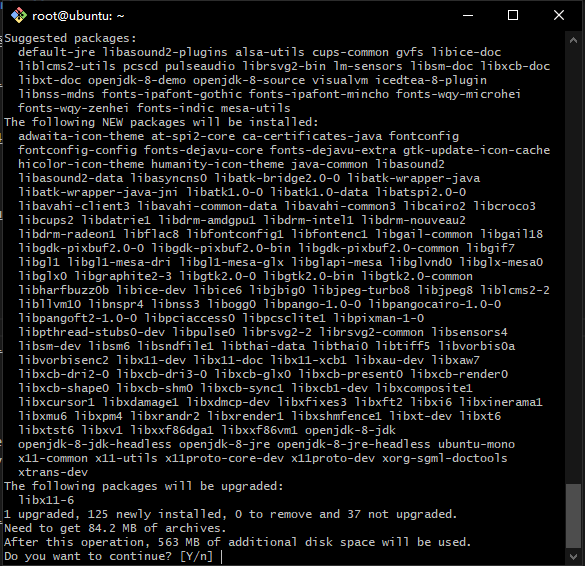 root@ubuntu: ~
Suggested packages:
default-jre libasound2-plugins alsa-utils cups-common gvfs libice-doc
liblcms2-utils pcscd pulseaudio librsvg2-bin lm-sensors libsm-doc libxcb-doc
libxt-doc openjdk-8-demo openjdk-8-source visualvm icedtea-8-plugin
libnss-mdns fonts-ipafont-gothic fonts-ipafont-mincho fonts-wqy-microhei
fonts-wqy-zenhei fonts-indic mesa-utils
The following NEW packages will be installed:
adwaita-icon-theme at-spi2-core ca-certificates-java fontconfig
fontconfig-config fonts-dejavu-core fonts-dejavu-extra gtk-update-icon-cache
hicolor-icon-theme humanity-icon-theme java-common libasound2
libasound2-data libasyncns0 libatk-bridge2.0-0 libatk-wrapper-java
libatk-wrapper-java-jni libatk1.0-0 libatk1.0-data libatspi2.0-0
libavahi-client3 libavahi-common-data libavahi-common3 libcairo2 libcroco3
libcups2 libdatrie1 libdrm-amdgpu1 libdrm-intel1 libdrm-nouveau2
libdrm-radeon1 libflac8 libfontconfig1 libfontenc1 libgail-common libgail18
libgdk-pixbuf2.0-0 libgdk-pixbuf2.0-bin libgdk-pixbuf2.0-common libgif7
libgl1 libgl1-mesa-dri libgl1-mesa-glx libglapi-mesa libglvnd0 libglx-mesa0
libglx0 libgraphite2-3 libgtk2.0-0 libgtk2.0-bin libgtk2.0-common
libharfbuzz0b libice-dev libice6 libjbig0 libjpeg-turbo8 libjpeg8 liblcms2-2
libllvm10 libnspr4 libnss3 libogg0 libpango-1.0-0 libpangocairo-1.0-0
libpangoft2-1.0-0 libpciaccess0 libpcsclite1 libpixman-1-0
libpthread-stubs0-dev libpulse0 librsvg2-2 librsvg2-common libsensors4
libsm-dev libsm6 libsndfile1 libthai-data libthai0 libtiff5 libvorbis0a
libvorbisenc2 libx11-dev libx11-doc libx11-xcb1 libxau-dev libxaw7
libxcb-dri2-0 libxcb-dri3-0 libxcb-glx0 libxcb-present0 libxcb-render0
libxcb-shape0 libxcb-shm0 libxcb-sync1 libxcb1-dev libxcomposite1
libxcursor1 libxdamage1 libxdmcp-dev libxfixes3 libxft2 libxi6 libxinerama1
libxmu6 libxpm4 libxrandr2 libxrender1 libxshmfence1 libxt-dev libxt6
libxtst6 libxv1 libxxf86dga1 libxxf86vm1 openjdk-8-jdk
openjdk-8-jdk-headless openjdk-8-jre openjdk-8-jre-headless ubuntu-mono
x11-common x11-utils x11proto-core-dev x11proto-dev xorg-sgml-doctools
xtrans-dev
The following packages will be upgraded:
libx11-6
1 upgraded, 125 newly installed, 0 to remove and 37 not upgraded.
Need to get 84.2 MB of archives.
After this operation, 563 MB of additional disk space will be used.
Do you want to continue? [Y/n]